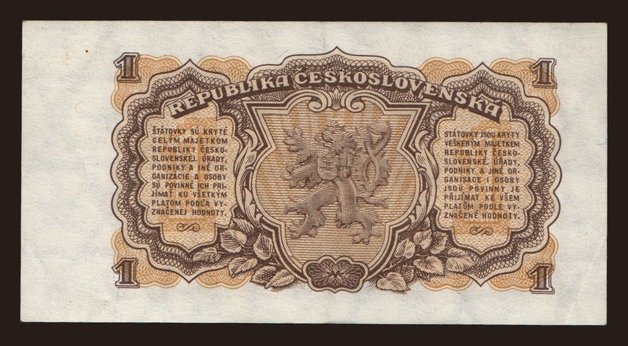 1 1
REPUBLIKA ČESKOSLOVENSKA
ŠTÁTOVKY SÚ KRYTÉ
CELÝM MAJETKOM
REPUBLIKY ČESKO-
SLOVENSKEJ. ÚRADY,
PODNIKY A INÉ OR-
GANIZÁCIE A OSOBY
SÚ POVINNÉ ICH PRI-
JÍMAŤ KU VŠETKÝM
PLATOM PODĽA VY-
ZNAČENEJ HODNOTY.
STÁTOVKY JSOU KRYTY
VEŠKERÝM MAJETKEM
REPUBLIKY ČESKO-
SLOVENSKÉ. ÚŘADY,
PODNIKY A JINÉ OR-
GANISACE I OSOBY
JSOU POVINNY JE
PŘIJÍMAT KE VŠEM
PLATŮM PODLE VY-
ZNAČENÉ HODNOTY.
1 1